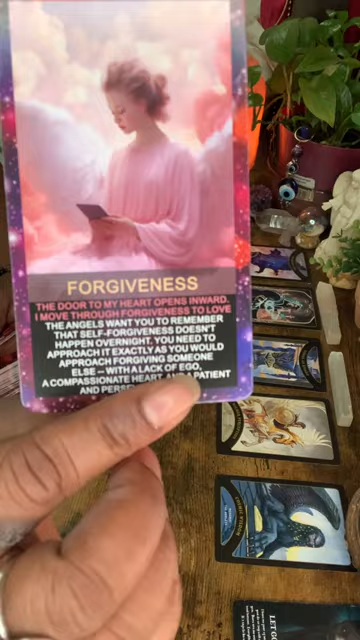 FORGIVENESS
THE DOOR TO MY HEART OPENS INWARD.
I MOVE THROUGH FORGIVENESS TO LOVE
THE ANGELS WANT YOU TO REMEMBER
THAT SELF-FORGIVENESS DOESN'T
HAPPEN OVERNIGHT. YOU NEED TO
APPROACH IT EXACTLY AS YOU WOULD
APPROACH FORGIVING SOMEONE
ELSE – WITH A LACK OF EGO,
A COMPASSIONATE HEART, AND A PATIENT
AND